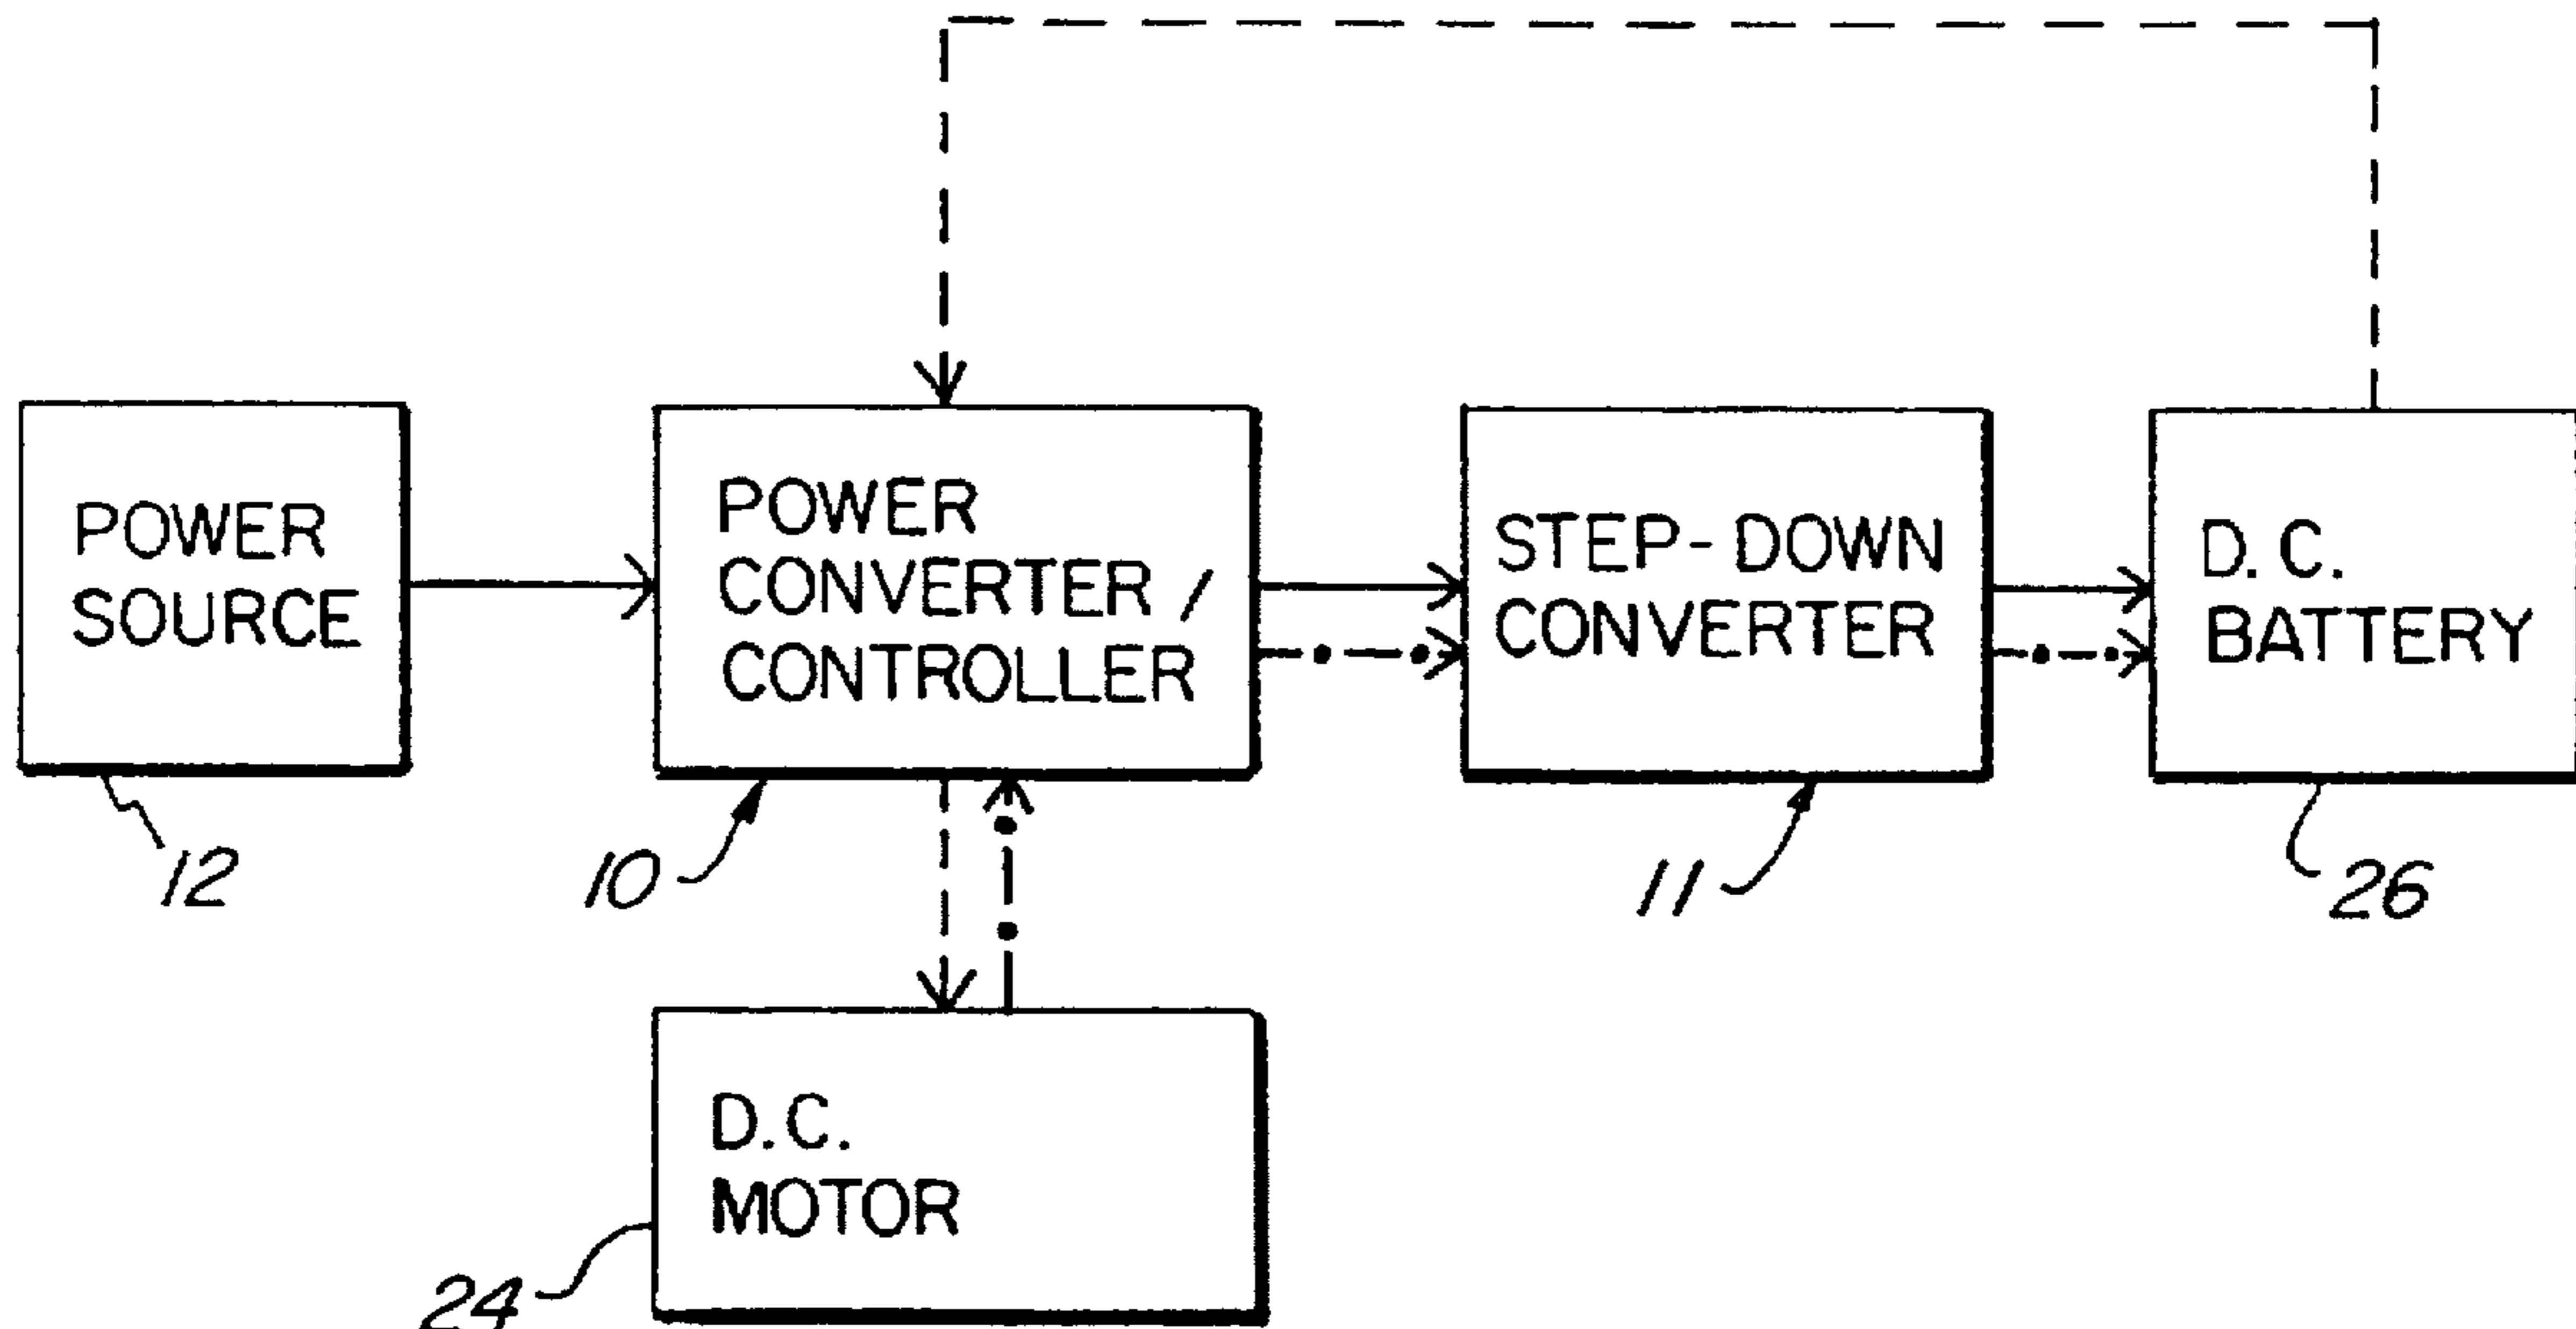 POWER
SOURCE
POWER
CONVERTER /
CONTROLLER
STEP-DOWN
CONVERTER
D.C.
BATTERY
12
10
11
26
D.C.
MOTOR
24